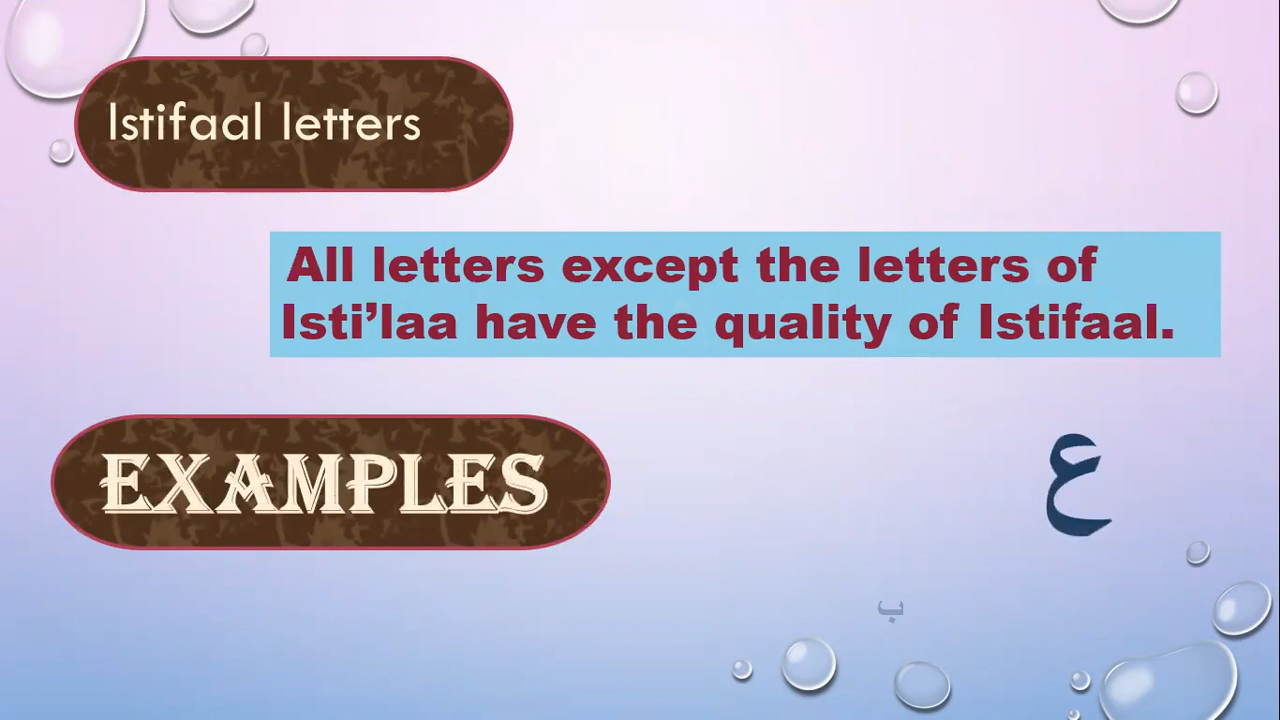 Istifaal letters
All letters except the letters of
Isti’laa have the quality of Istifaal.
EXAMPLES
ع
ب